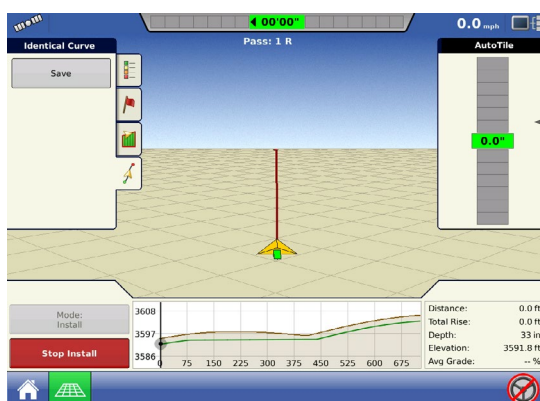 00'00"
0.0 mph
Identical Curve
Pass: 1 R
AutoTile
Save
0.0"
Mode:
Install
Stop Install
3608
3597
3586
0 75 150 225 300 375 450 525 600 675
Distance: 0.0 ft
Total Rise: 0.0 ft
Depth: 33 in
Elevation: 3591.8 ft
Avg Grade: -- %